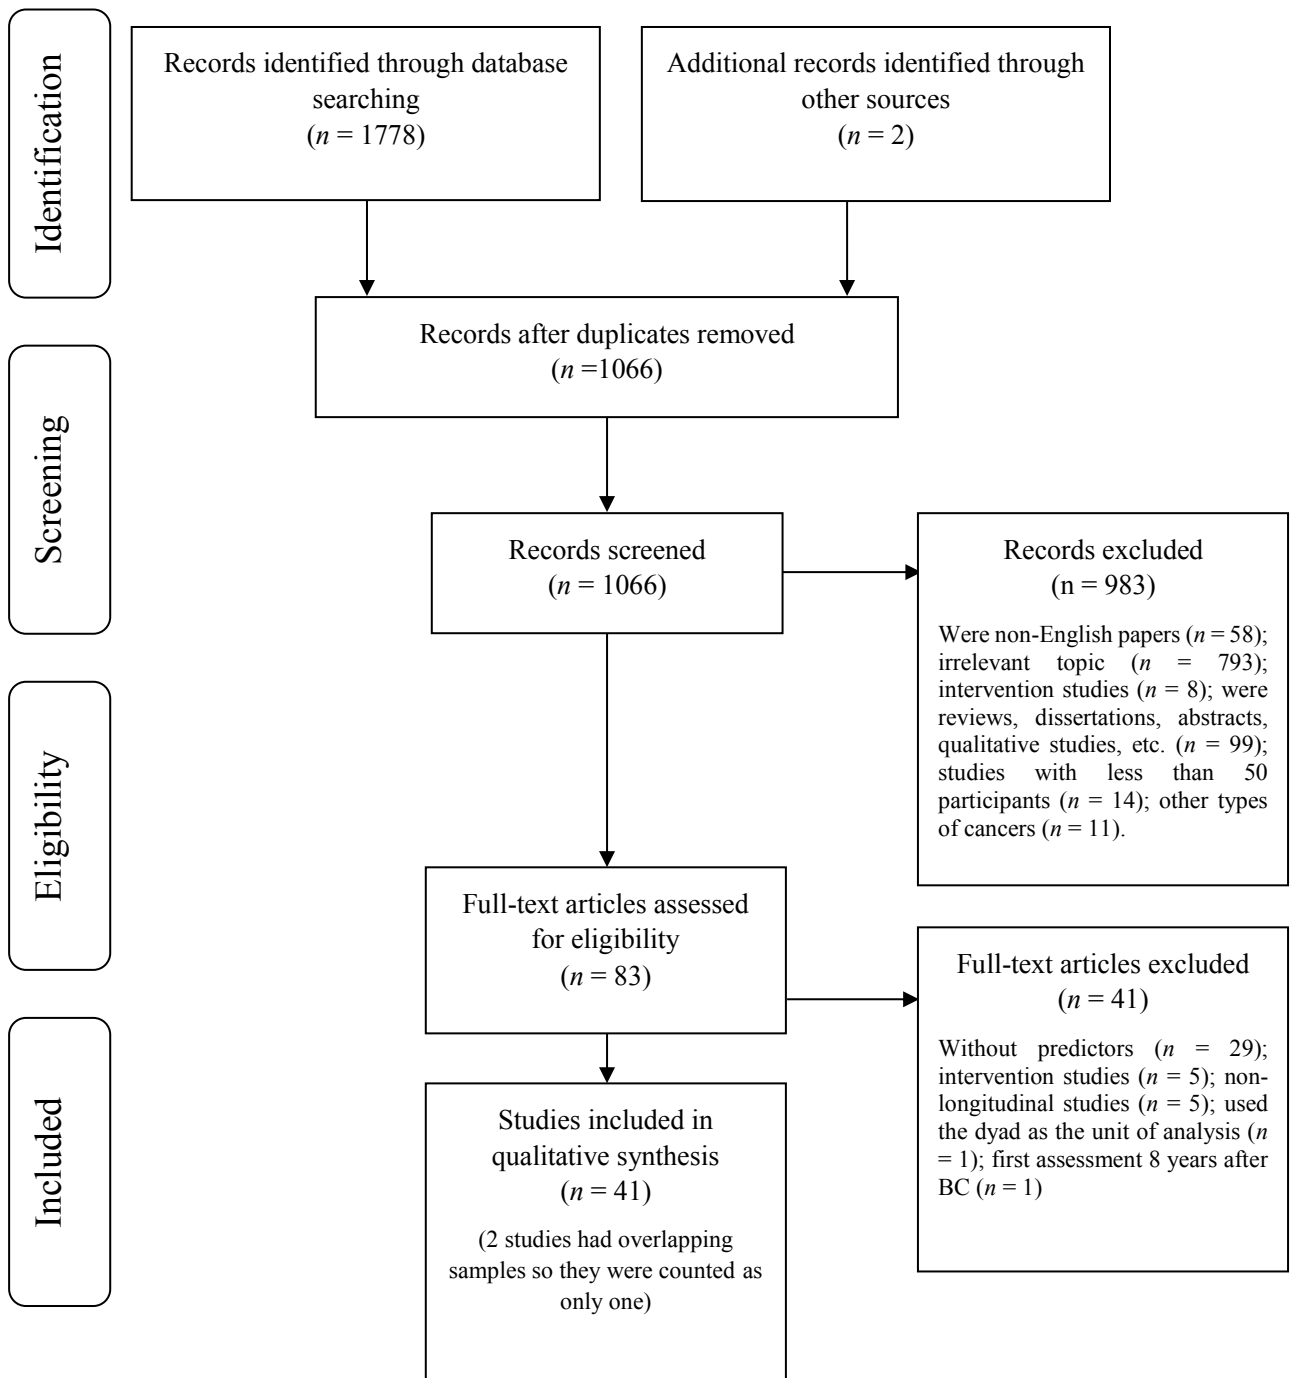 Identification
Records identified through database
searching
(n = 1778)
Additional records identified through
other sources
(n = 2)
Records after duplicates removed
(n =1066)
Screening
Records screened
(n = 1066)
Records excluded
(n = 983)
Were non-English papers (n = 58);
irrelevant topic (n = 793);
intervention studies (n = 8); were
reviews, dissertations, abstracts,
qualitative studies, etc. (n = 99);
studies with less than 50
participants (n = 14); other types
of cancers (n = 11).
Eligibility
Full-text articles assessed
for eligibility
(n = 83)
Full-text articles excluded
(n = 41)
Without predictors (n = 29);
intervention studies (n = 5); non-
longitudinal studies (n = 5); used
the dyad as the unit of analysis (n
= 1); first assessment 8 years after
BC (n = 1)
Included
Studies included in
qualitative synthesis
(n = 41)
(2 studies had overlapping
samples so they were counted as
only one)